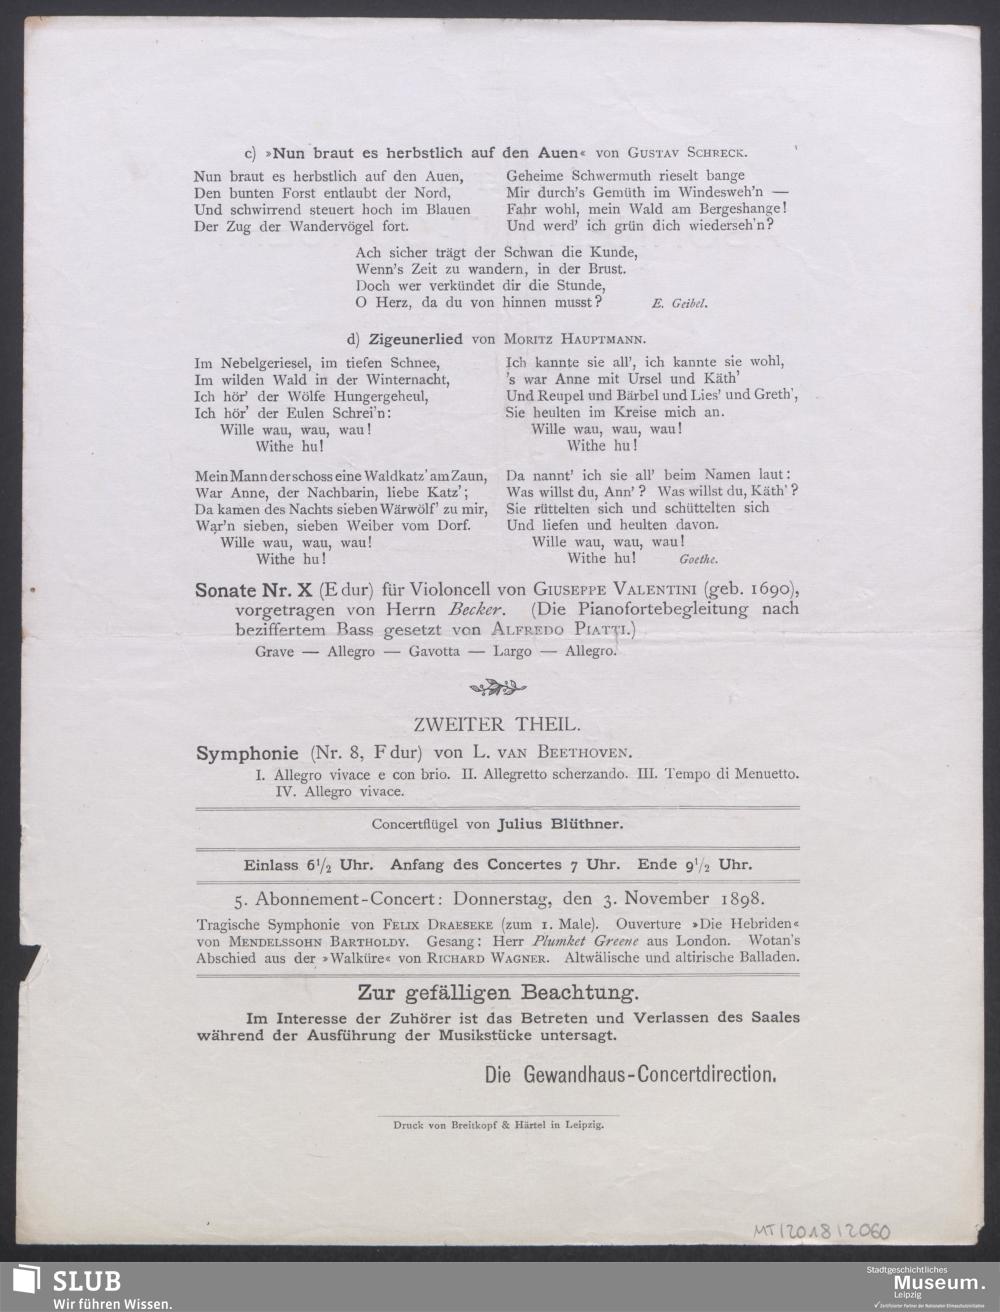 c) »Nun braut es herbstlich auf den Auen« von Gustav Schreck.
Nun braut es herbstlich auf den Auen,
Den bunten Forst entlaubt der Nord,
Und schwirrend steuert hoch im Blauen
Der Zug der Wandervögel fort.
Geheime Schwermuth rieselt bange
Mir durch's Gemüth im Windesweh'n —
Fahr wohl, mein Wald am Bergeshange!
Und werd' ich grün dich wiederseh'n?
Ach sicher trägt der Schwan die Kunde,
Wenn's Zeit zu wandern, in der Brust.
Doch wer verkündet dir die Stunde,
O Herz, da du von hinnen musst? E. Geibel.
d) Zigeunerlied von Moritz Hauptmann.
Im Nebelgeriesel, im tiefen Schnee,
Im wilden Wald in der Winternacht,
Ich hör' der Wölfe Hungergeheul,
Ich hör' der Eulen Schrei'n:
Wille wau, wau, wau!
Withe hu!
Mein Mann der schoss eine Waldkatz' am Zaun,
War Anne, der Nachbarin, liebe Katz';
Da kamen des Nachts sieben Wärwölf' zu mir,
War'n sieben, sieben Weiber vom Dorf.
Wille wau, wau, wau!
Withe hu!
Ich kannte sie all', ich kannte sie wohl,
's war Anne mit Ursel und Käth'
Und Reupel und Bärbel und Lies' und Greth',
Sie heulten im Kreise mich an.
Wille wau, wau, wau!
Withe hu!
Da nannt' ich sie all' beim Namen laut:
Was willst du, Ann'? Was willst du, Käth'?
Sie rüttelten sich und schüttelten sich
Und liefen und heulten davon.
Wille wau, wau, wau!
Withe hu! Goethe.
Sonate Nr. X (E dur) für Violoncell von Giuseppe Valentini (geb. 1690),
vorgetragen von Herrn Becker. (Die Pianofortebegleitung nach
beziffertem Bass gesetzt von Alfredo Piatti.)
Grave — Allegro — Gavotta — Largo — Allegro.
ZWEITER THEIL.
Symphonie (Nr. 8, F dur) von L. van Beethoven.
I. Allegro vivace e con brio. II. Allegretto scherzando. III. Tempo di Menuetto.
IV. Allegro vivace.
Concertflügel von Julius Blüthner.
Einlass 6 1/2 Uhr. Anfang des Concertes 7 Uhr. Ende 9 1/2 Uhr.
5. Abonnement-Concert: Donnerstag, den 3. November 1898.
Tragische Symphonie von Felix Draeseke (zum 1. Male). Ouverture »Die Hebriden«
von Mendelssohn Bartholdy. Gesang: Herr Plumket Greene aus London. Wotan's
Abschied aus der »Walküre« von Richard Wagner. Altwälische und altirische Balladen.
Zur gefälligen Beachtung.
Im Interesse der Zuhörer ist das Betreten und Verlassen des Saales
während der Ausführung der Musikstücke untersagt.
Die Gewandhaus-Concertdirection.
Druck von Breitkopf & Härtel in Leipzig.
MT/2018/2060
SLUB
Wir führen Wissen.
Stadtgeschichtliches
Museum.
Leipzig
✓ Zertifizierter Partner der Nationalen Klimaschutzinitiative